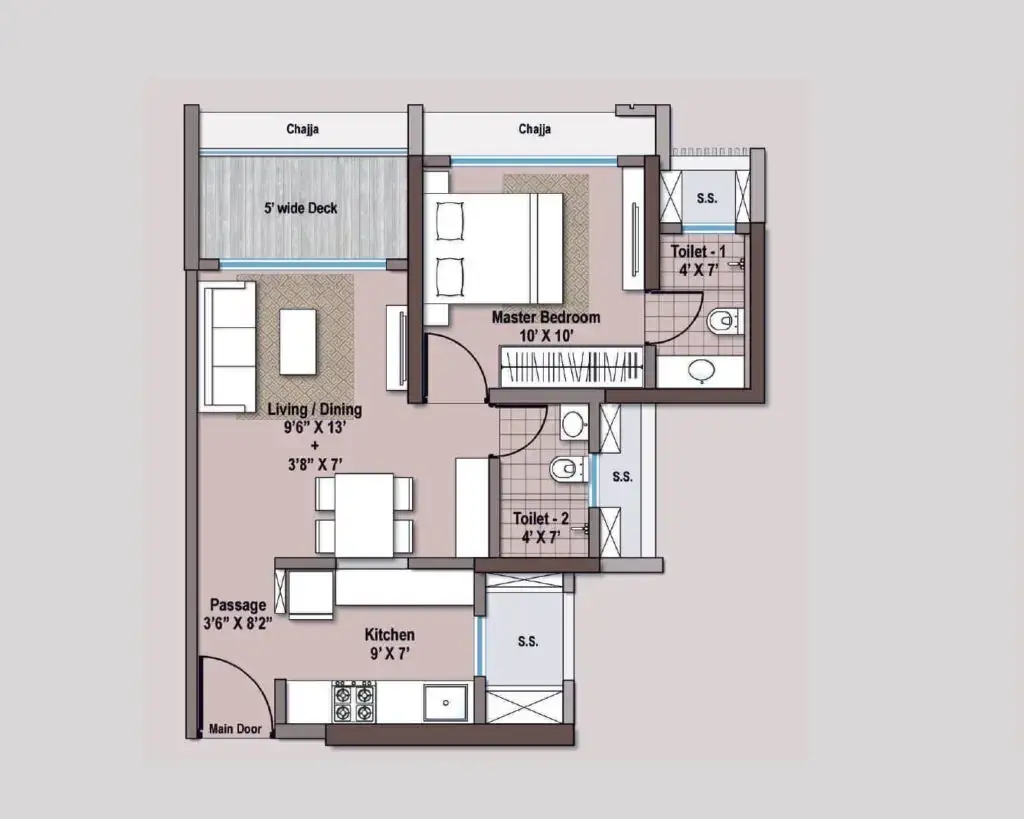 Chajja
Chajja
5' wide Deck
S.S.
Toilet - 1
4' X 7'
Master Bedroom
10' X 10'
Living / Dining
9'6" X 13'
+
3'8" X 7'
S.S.
Toilet - 2
4' X 7'
Passage
3'6" X 8'2"
Kitchen
9' X 7'
S.S.
Main Door